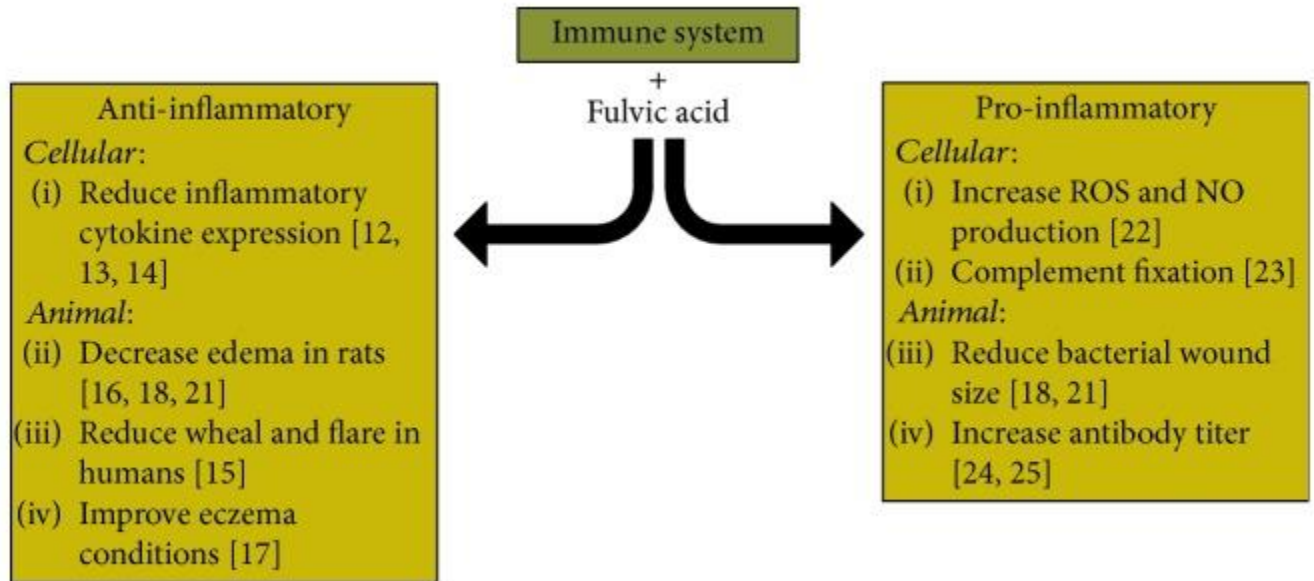 Immune system
+
Fulvic acid
Anti-inflammatory
Cellular:
(i) Reduce inflammatory
cytokine expression [12,
13, 14]
Animal:
(ii) Decrease edema in rats
[16, 18, 21]
(iii) Reduce wheal and flare in
humans [15]
(iv) Improve eczema
conditions [17]
Pro-inflammatory
Cellular:
(i) Increase ROS and NO
production [22]
(ii) Complement fixation [23]
Animal:
(iii) Reduce bacterial wound
size [18, 21]
(iv) Increase antibody titer
[24, 25]